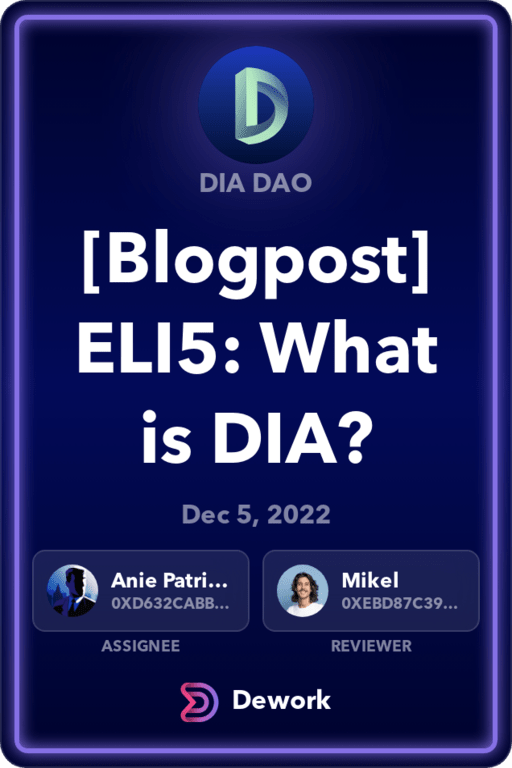 DIA DAO
[Blogpost]
ELI5: What
is DIA?
Dec 5, 2022
Anie Patri...
0XD632CABB...
ASSIGNEE
Mikel
0XEBD87C39...
REVIEWER
Dework